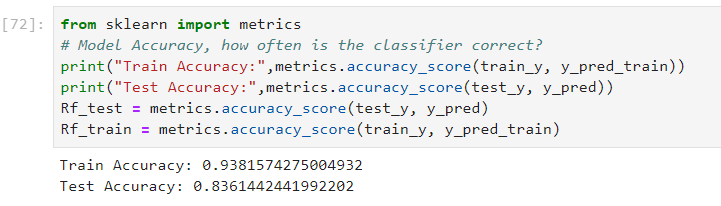 [72]: from sklearn import metrics
# Model Accuracy, how often is the classifier correct?
print("Train Accuracy:",metrics.accuracy_score(train_y, y_pred_train))
print("Test Accuracy:",metrics.accuracy_score(test_y, y_pred))
Rf_test = metrics.accuracy_score(test_y, y_pred)
Rf_train = metrics.accuracy_score(train_y, y_pred_train)
Train Accuracy: 0.9381574275004932
Test Accuracy: 0.8361442441992202